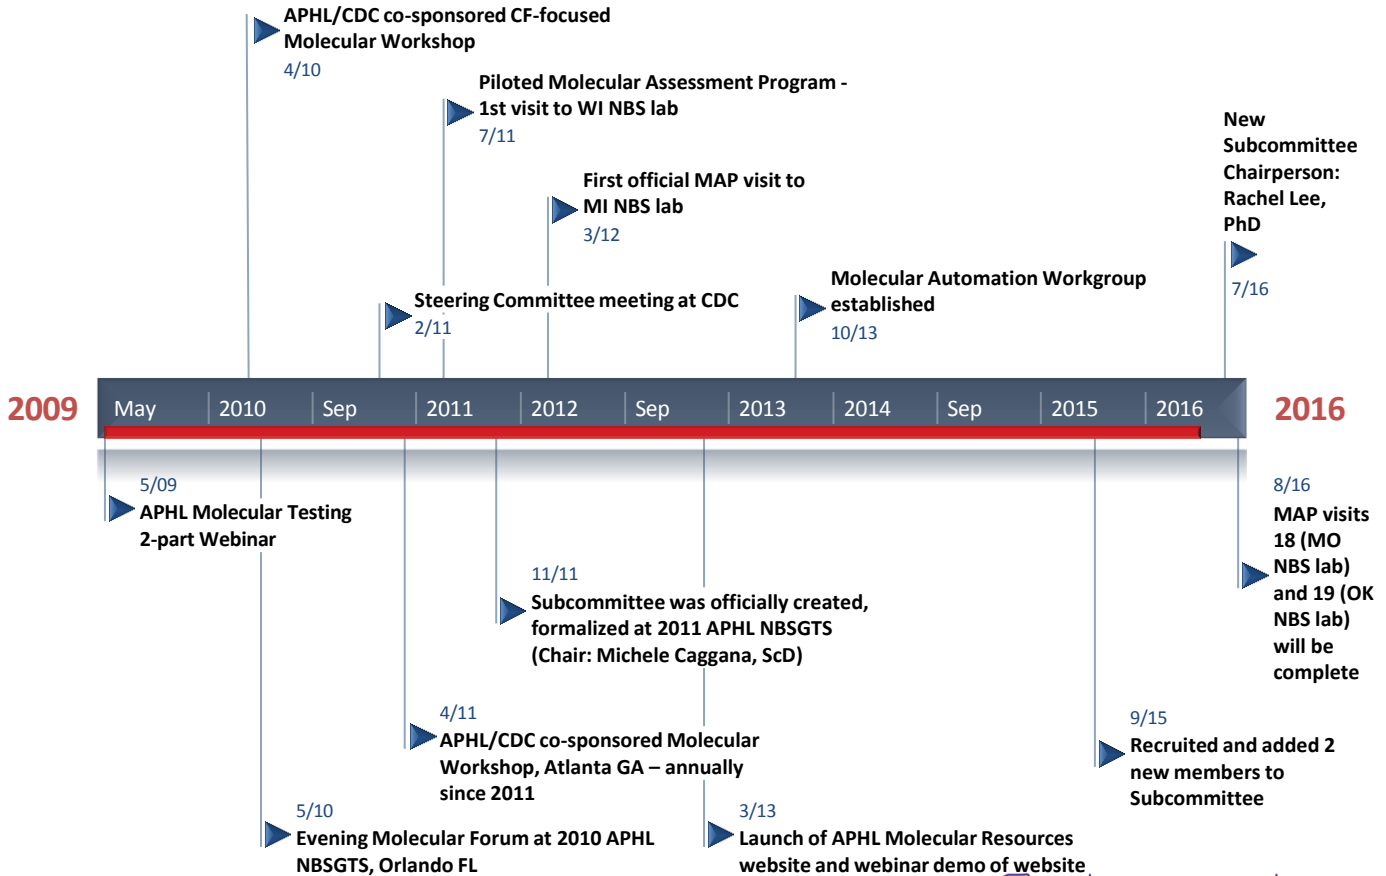 APHL/CDC co-sponsored CF-focused
Molecular Workshop
4/10
Piloted Molecular Assessment Program -
1st visit to WI NBS lab
7/11
First official MAP visit to
MI NBS lab
3/12
Steering Committee meeting at CDC
2/11
Molecular Automation Workgroup
established
10/13
New
Subcommittee
Chairperson:
Rachel Lee,
PhD
7/16
2009
May
2010
Sep
2011
2012
Sep
2013
2014
Sep
2015
2016
2016
5/09
APHL Molecular Testing
2-part Webinar
11/11
Subcommittee was officially created,
formalized at 2011 APHL NBSGTS
(Chair: Michele Caggana, ScD)
4/11
APHL/CDC co-sponsored Molecular
Workshop, Atlanta GA – annually
since 2011
5/10
Evening Molecular Forum at 2010 APHL
NBSGTS, Orlando FL
3/13
Launch of APHL Molecular Resources
website and webinar demo of website
9/15
Recruited and added 2
new members to
Subcommittee
8/16
MAP visits
18 (MO
NBS lab)
and 19 (OK
NBS lab)
will be
complete